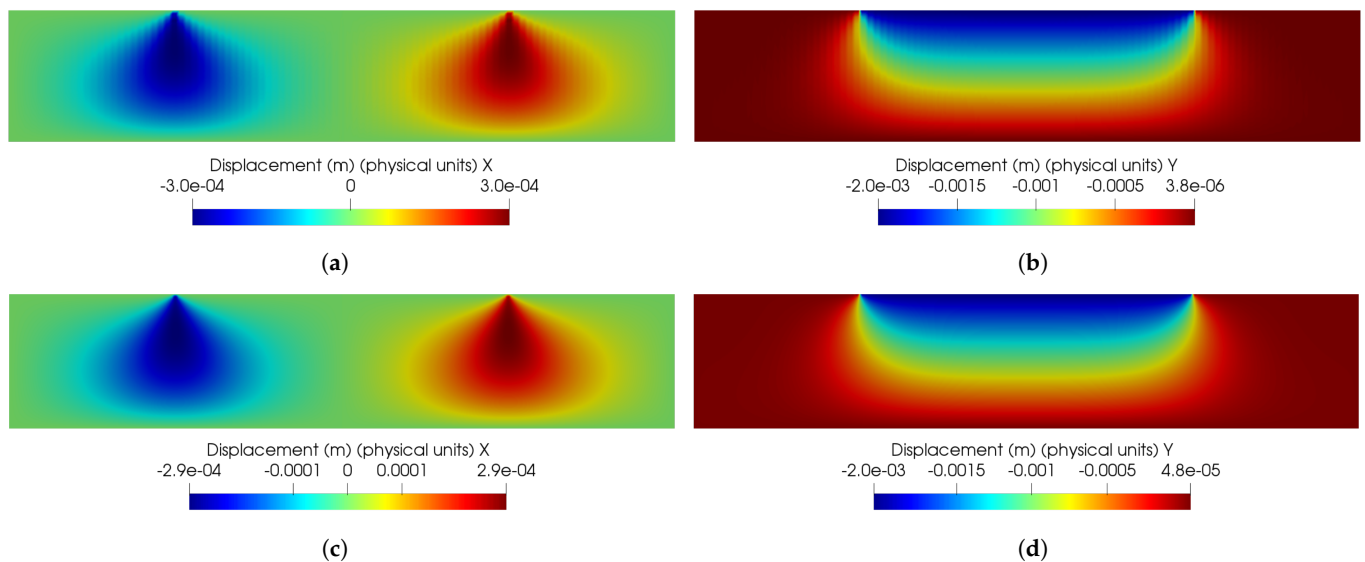 Displacement (m) (physical units) X
-3.0e-04 0 3.0e-04
(a)
Displacement (m) (physical units) Y
-2.0e-03 -0.0015 -0.001 -0.0005 3.8e-06
(b)
Displacement (m) (physical units) X
-2.9e-04 -0.0001 0 0.0001 2.9e-04
(c)
Displacement (m) (physical units) Y
-2.0e-03 -0.0015 -0.001 -0.0005 4.8e-05
(d)